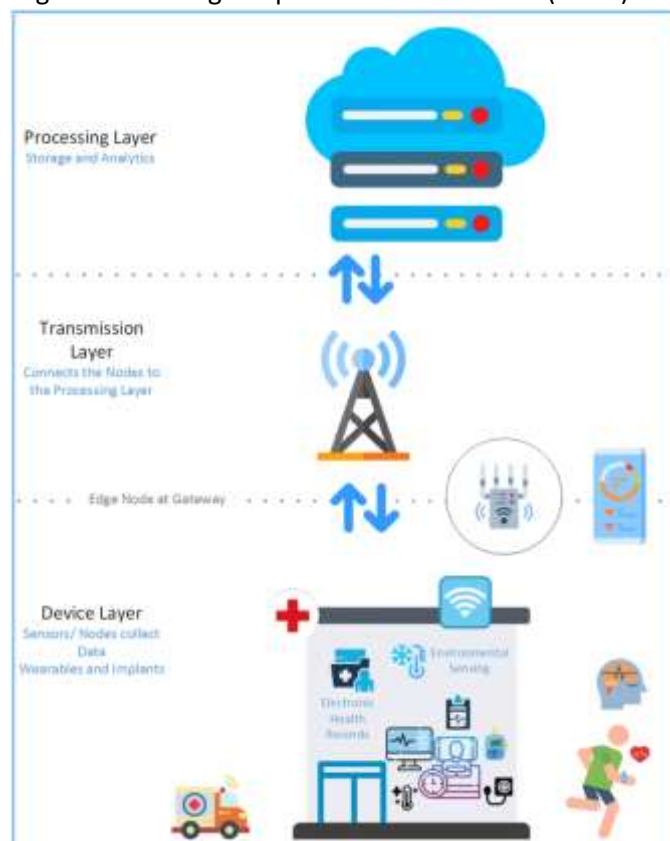 Processing Layer
Storage and Analytics
Transmission
Layer
Connects the Nodes to
the Processing Layer
Edge Node at Gateway
Device Layer
Sensors/ Nodes collect
Data
Wearables and Implants
Environmental
Sensing
Electronic
Health
Records